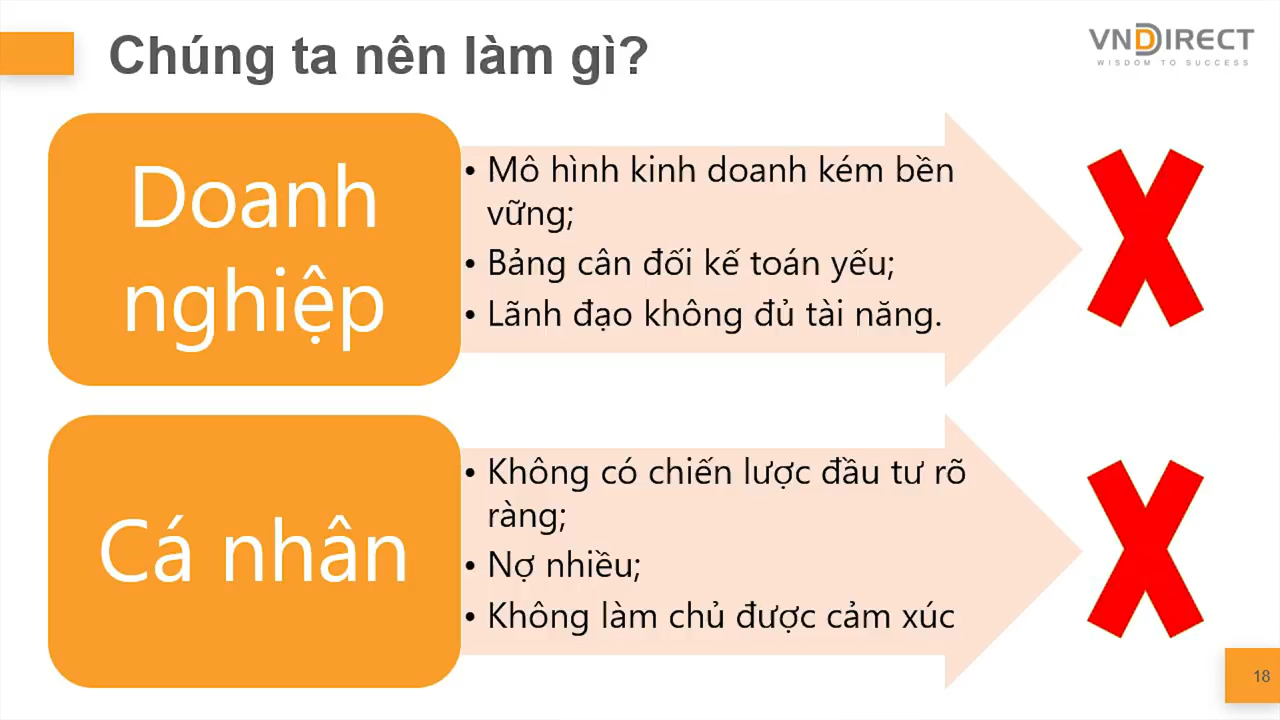 Chúng ta nên làm gì?
VNDIRECT
WISDOM TO SUCCESS
Doanh
nghiệp
• Mô hình kinh doanh kém bền
vững;
• Bảng cân đối kế toán yếu;
• Lãnh đạo không đủ tài năng.
Cá nhân
• Không có chiến lược đầu tư rõ
ràng;
• Nợ nhiều;
• Không làm chủ được cảm xúc
18